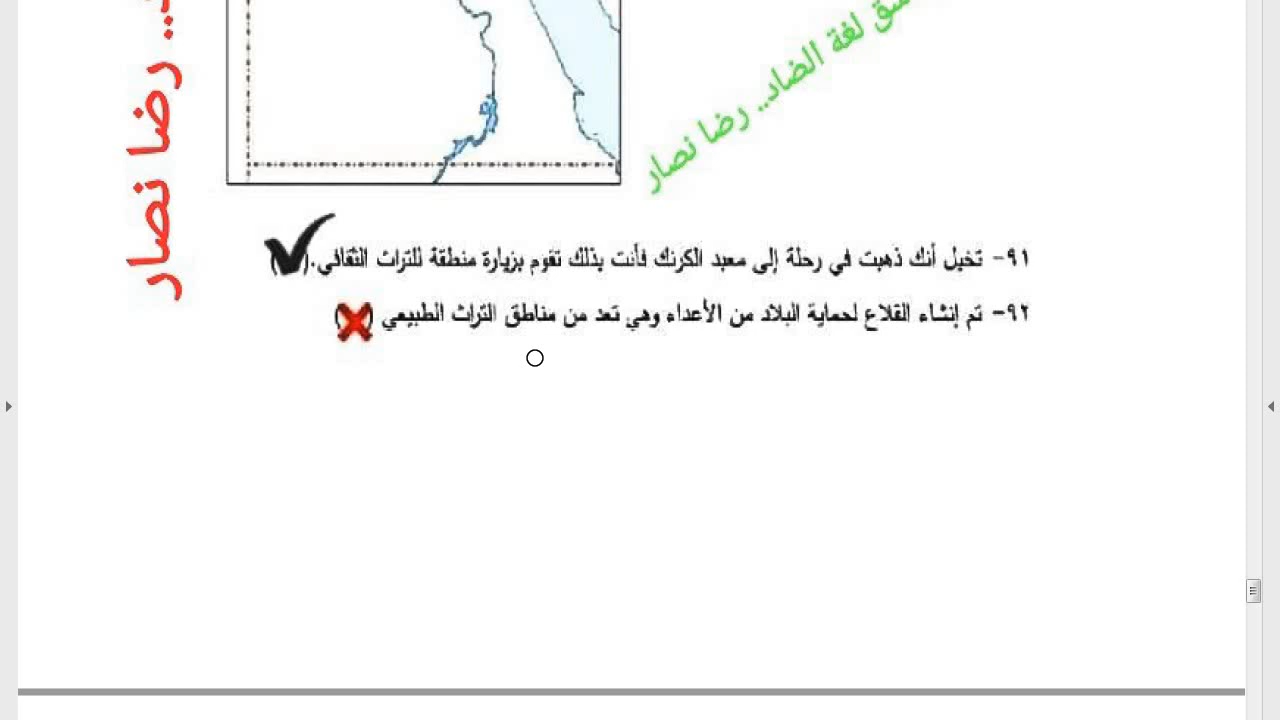 رضا نصار
لغة الضاد.. رضا نصار
٩١- تخيل أنك ذهبت في رحلة إلى معبد الكرنك فأنت بذلك تقوم بزيارة منطقة للتراث الثقافي.( )
٩٢- تم إنشاء القلاع لحماية البلاد من الأعداء وهي تعد من مناطق التراث الطبيعي ( )